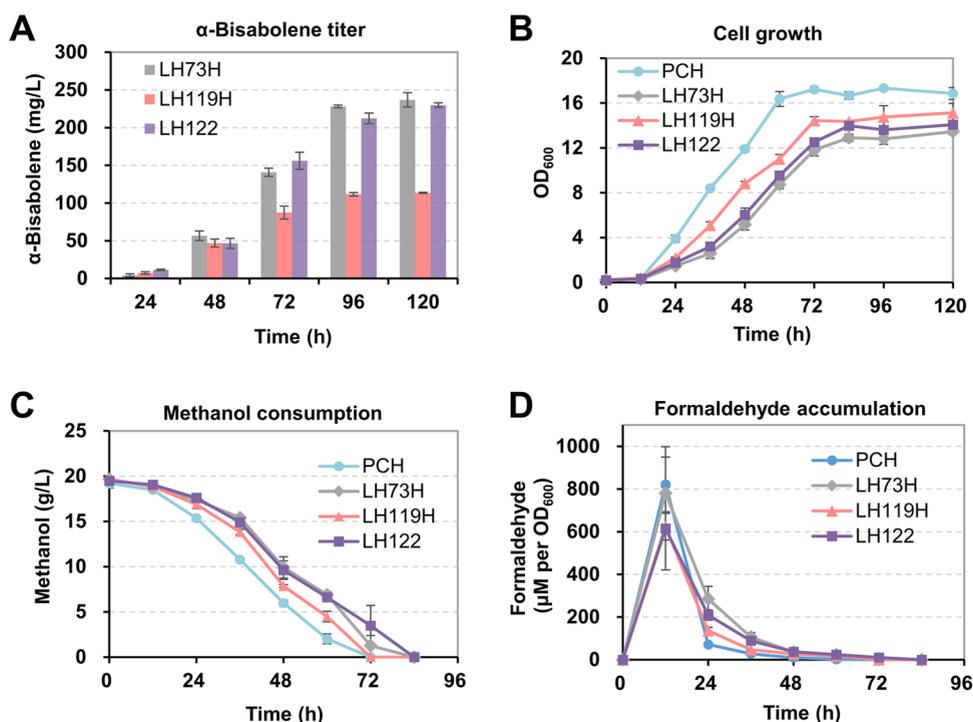 A
α-Bisabolene titer
α-Bisabolene (mg/L)
300
250
200
150
100
50
0
LH73H
LH119H
LH122
24 48 72 96 120
Time (h)
B
Cell growth
OD600
20
16
12
8
4
0
PCH
LH73H
LH119H
LH122
0 24 48 72 96 120
Time (h)
C
Methanol consumption
Methanol (g/L)
25
20
15
10
5
0
PCH
LH73H
LH119H
LH122
0 24 48 72 96
Time (h)
D
Formaldehyde accumulation
Formaldehyde
(µM per OD600)
1000
800
600
400
200
0
PCH
LH73H
LH119H
LH122
0 24 48 72 96
Time (h)